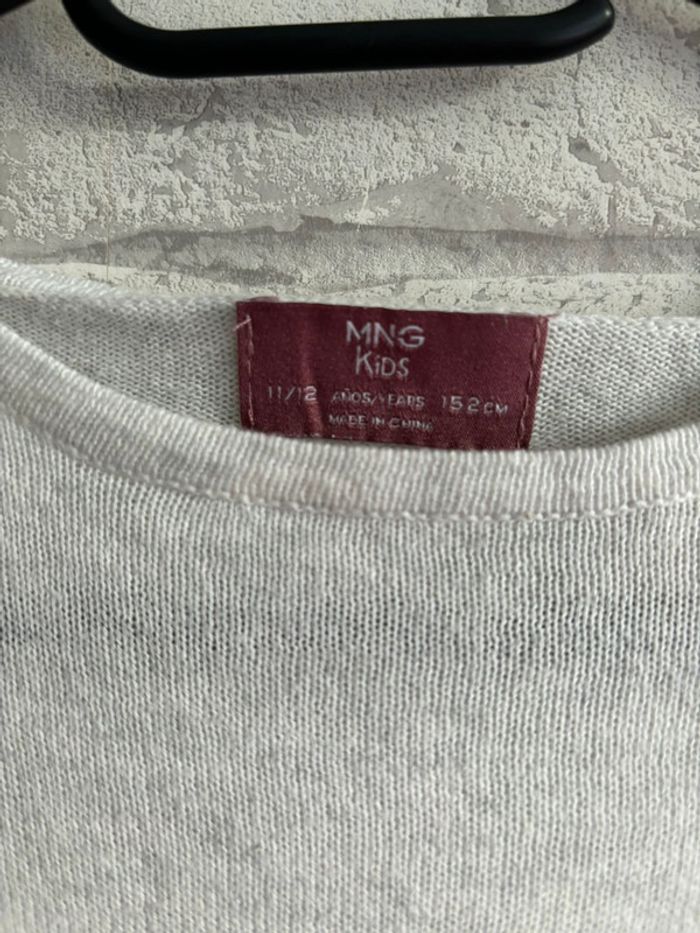 MNG
KiDS
11/12 AÑOS/YEARS 152CM
MADE IN CHINA